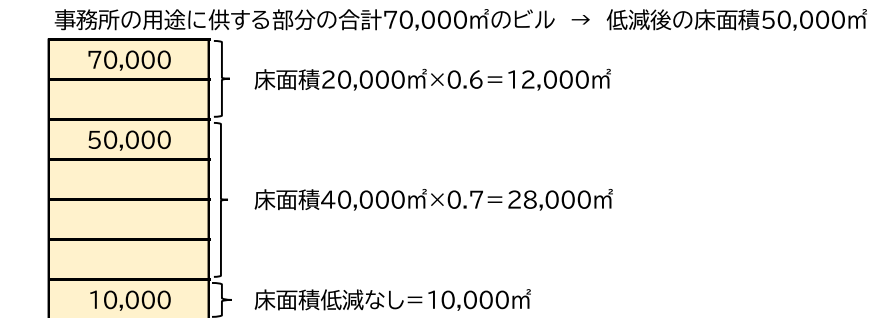 事務所の用途に供する部分の合計70,000㎡のビル → 低減後の床面積50,000㎡
70,000
床面積20,000㎡×0.6＝12,000㎡
50,000
床面積40,000㎡×0.7＝28,000㎡
10,000
床面積低減なし＝10,000㎡